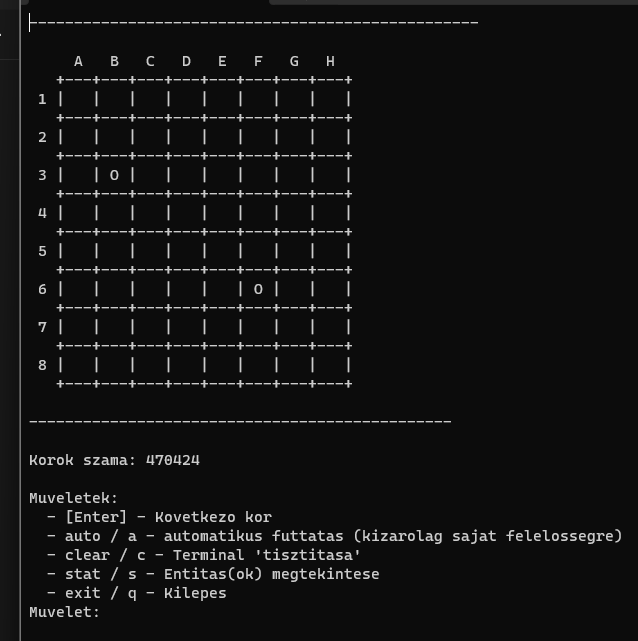 -------------------------------------------------
A B C D E F G H
+---+---+---+---+---+---+---+---+
1 |   |   |   |   |   |   |   |   |
+---+---+---+---+---+---+---+---+
2 |   |   |   |   |   |   |   |   |
+---+---+---+---+---+---+---+---+
3 |   | O |   |   |   |   |   |   |
+---+---+---+---+---+---+---+---+
4 |   |   |   |   |   |   |   |   |
+---+---+---+---+---+---+---+---+
5 |   |   |   |   |   |   |   |   |
+---+---+---+---+---+---+---+---+
6 |   |   |   |   |   | O |   |   |
+---+---+---+---+---+---+---+---+
7 |   |   |   |   |   |   |   |   |
+---+---+---+---+---+---+---+---+
8 |   |   |   |   |   |   |   |   |
+---+---+---+---+---+---+---+---+
-----------------------------------------------
Korok szama: 470424
Muveletek:
- [Enter] - Kovetkezo kor
- auto / a - automatikus futtatas (kizarolag sajat felelossegre)
- clear / c - Terminal 'tisztitasa'
- stat / s - Entitas(ok) megtekintese
- exit / q - Kilepes
Muvelet: